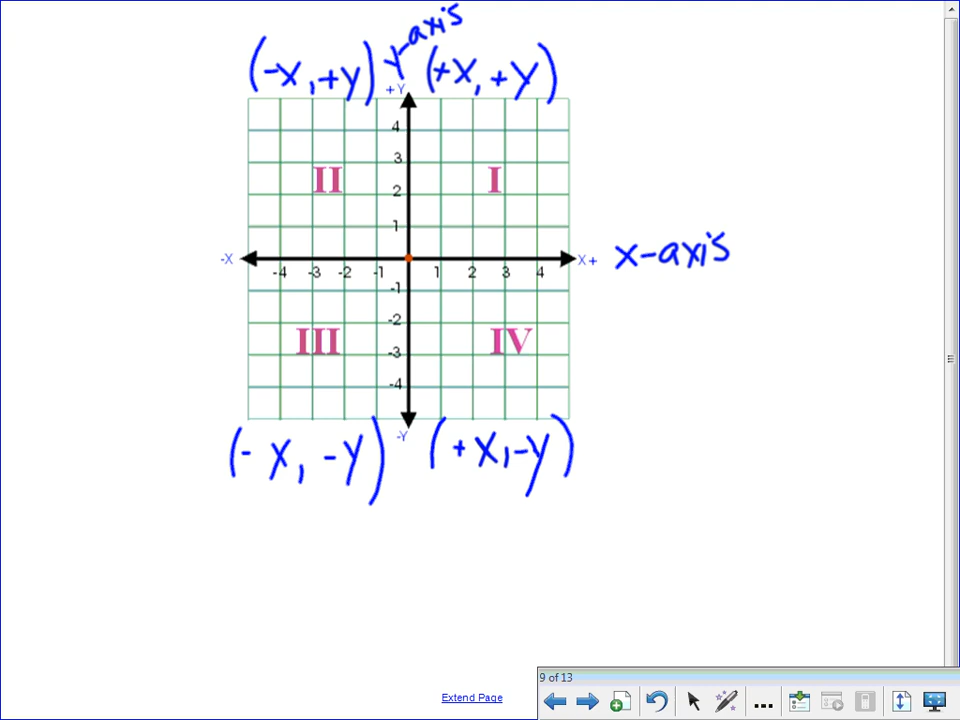 y-axis
(-x, +y) (+x, +y)
+Y
4
3
II I
2
1
-X X+ x-axis
-4 -3 -2 -1 1 2 3 4
-1
-2
III IV
-3
-4
-Y
(- x, -y) (+x, -y)
9 of 13
Extend Page
...